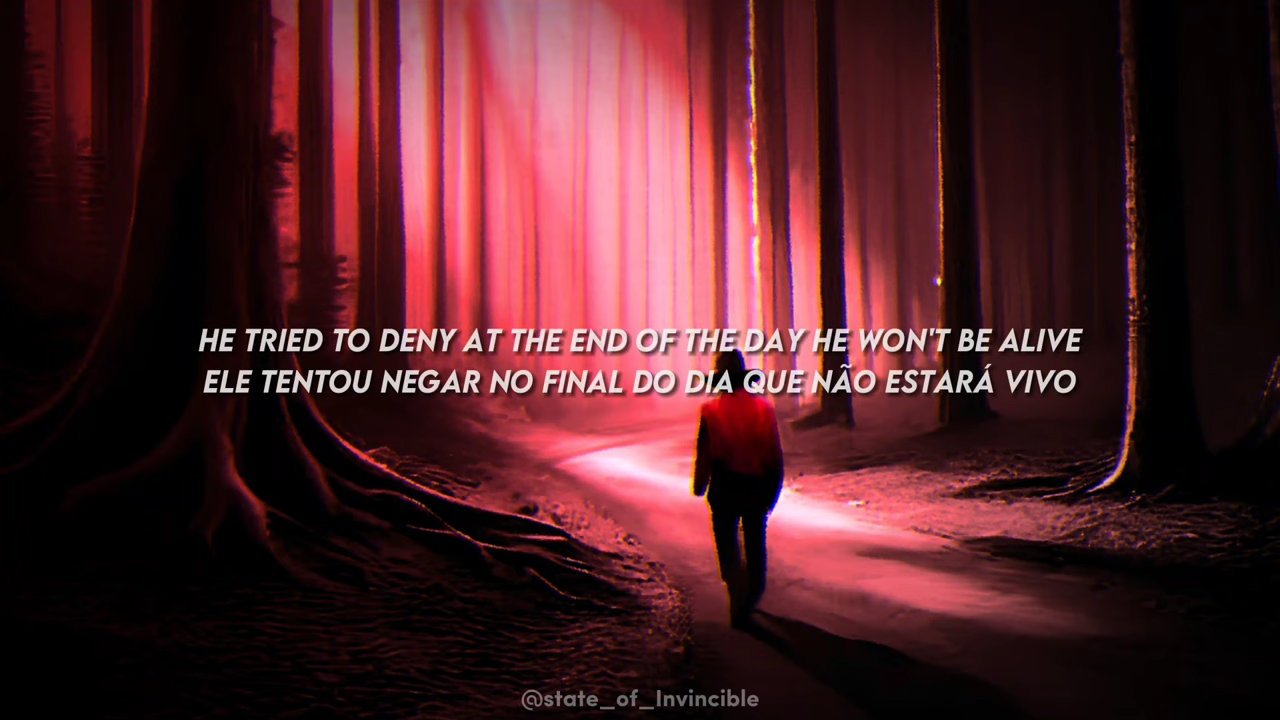 HE TRIED TO DENY AT THE END OF THE DAY HE WON'T BE ALIVE
ELE TENTOU NEGAR NO FINAL DO DIA QUE NÃO ESTARÁ VIVO
@state_of_Invincible